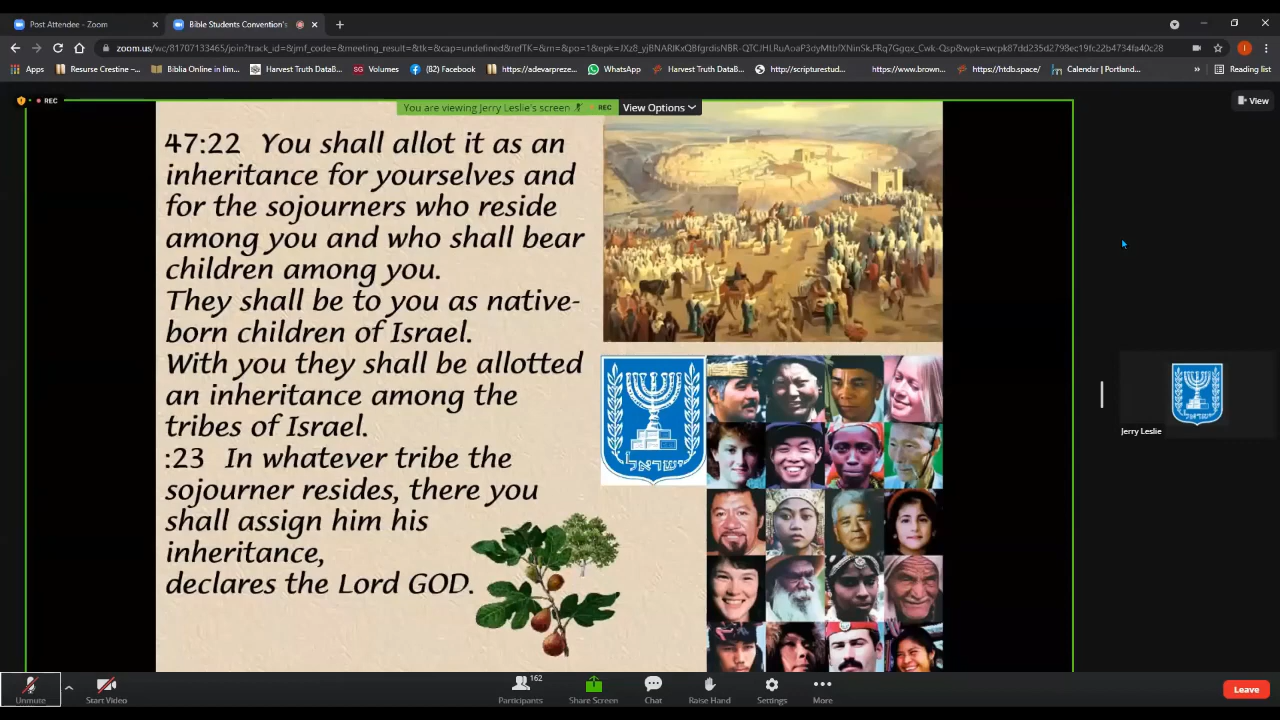 Post Attendee - Zoom
Bible Students Convention's
zoom.us/wc/81707133465/join?track_id=&jmf_code=&meeting_result=&tk=&cap=undefined&refTK=&rn=&po=1&epk=
Apps
Resurse Crestine –...
Biblia Online in lim...
Harvest Truth DataB...
Volumes
(82) Facebook
https://adevarpreze...
WhatsApp
Harvest Truth DataB...
http://scripturestud...
https://www.brown...
https://htdb.space/
Calendar | Portland...
»
Reading list
REC
You are viewing Jerry Leslie's screen
REC
View Options
View
47:22 You shall allot it as an
inheritance for yourselves and
for the sojourners who reside
among you and who shall bear
children among you.
They shall be to you as native-
born children of Israel.
With you they shall be allotted
an inheritance among the
tribes of Israel.
:23 In whatever tribe the
sojourner resides, there you
shall assign him his
inheritance,
declares the Lord GOD.
ישראל
Jerry Leslie
Unmute
Start Video
162
Participants
Share Screen
Chat
Raise Hand
Settings
More
Leave